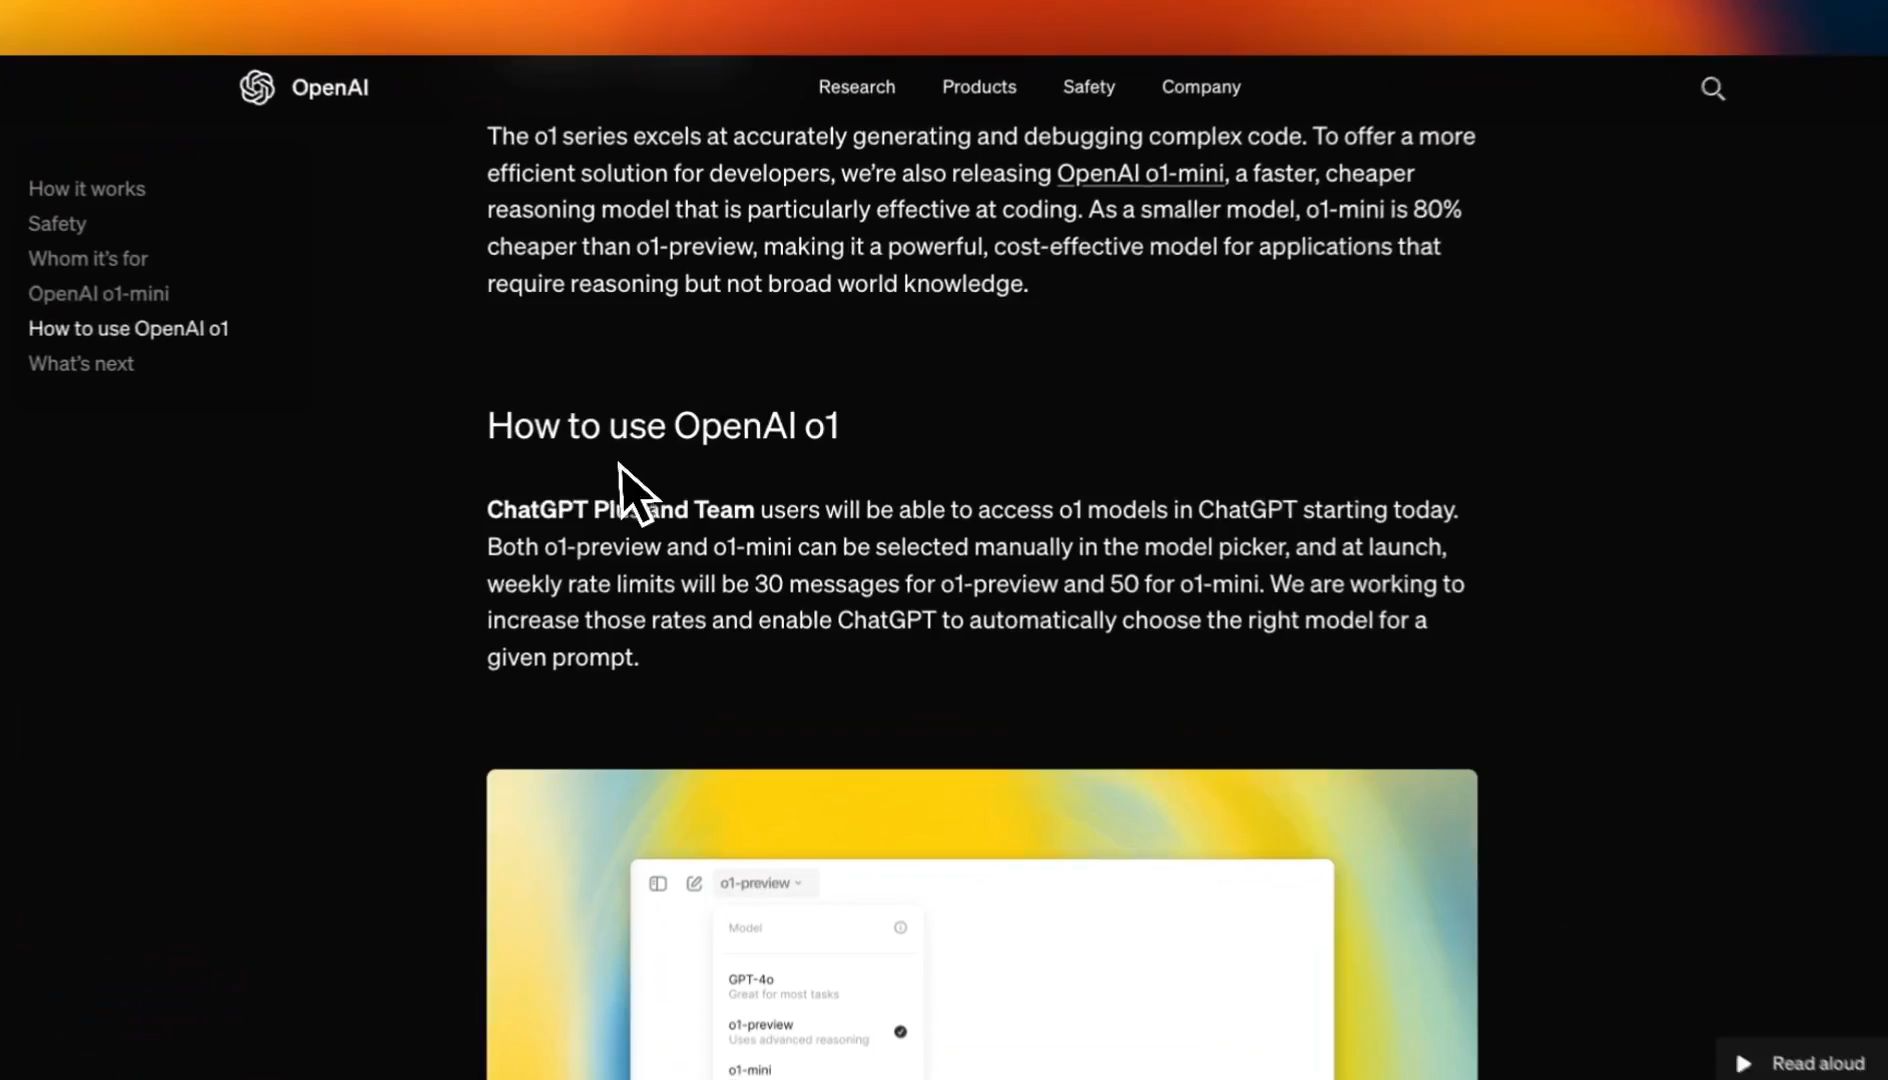 OpenAI
Research
Products
Safety
Company
How it works
Safety
Whom it's for
OpenAI o1-mini
How to use OpenAI o1
What's next
The o1 series excels at accurately generating and debugging complex code. To offer a more
efficient solution for developers, we're also releasing OpenAI o1-mini, a faster, cheaper
reasoning model that is particularly effective at coding. As a smaller model, o1-mini is 80%
cheaper than o1-preview, making it a powerful, cost-effective model for applications that
require reasoning but not broad world knowledge.
How to use OpenAI o1
ChatGPT Plus and Team users will be able to access o1 models in ChatGPT starting today.
Both o1-preview and o1-mini can be selected manually in the model picker, and at launch,
weekly rate limits will be 30 messages for o1-preview and 50 for o1-mini. We are working to
increase those rates and enable ChatGPT to automatically choose the right model for a
given prompt.
o1-preview
Model
GPT-4o
Great for most tasks
o1-preview
Uses advanced reasoning
o1-mini
Read aloud